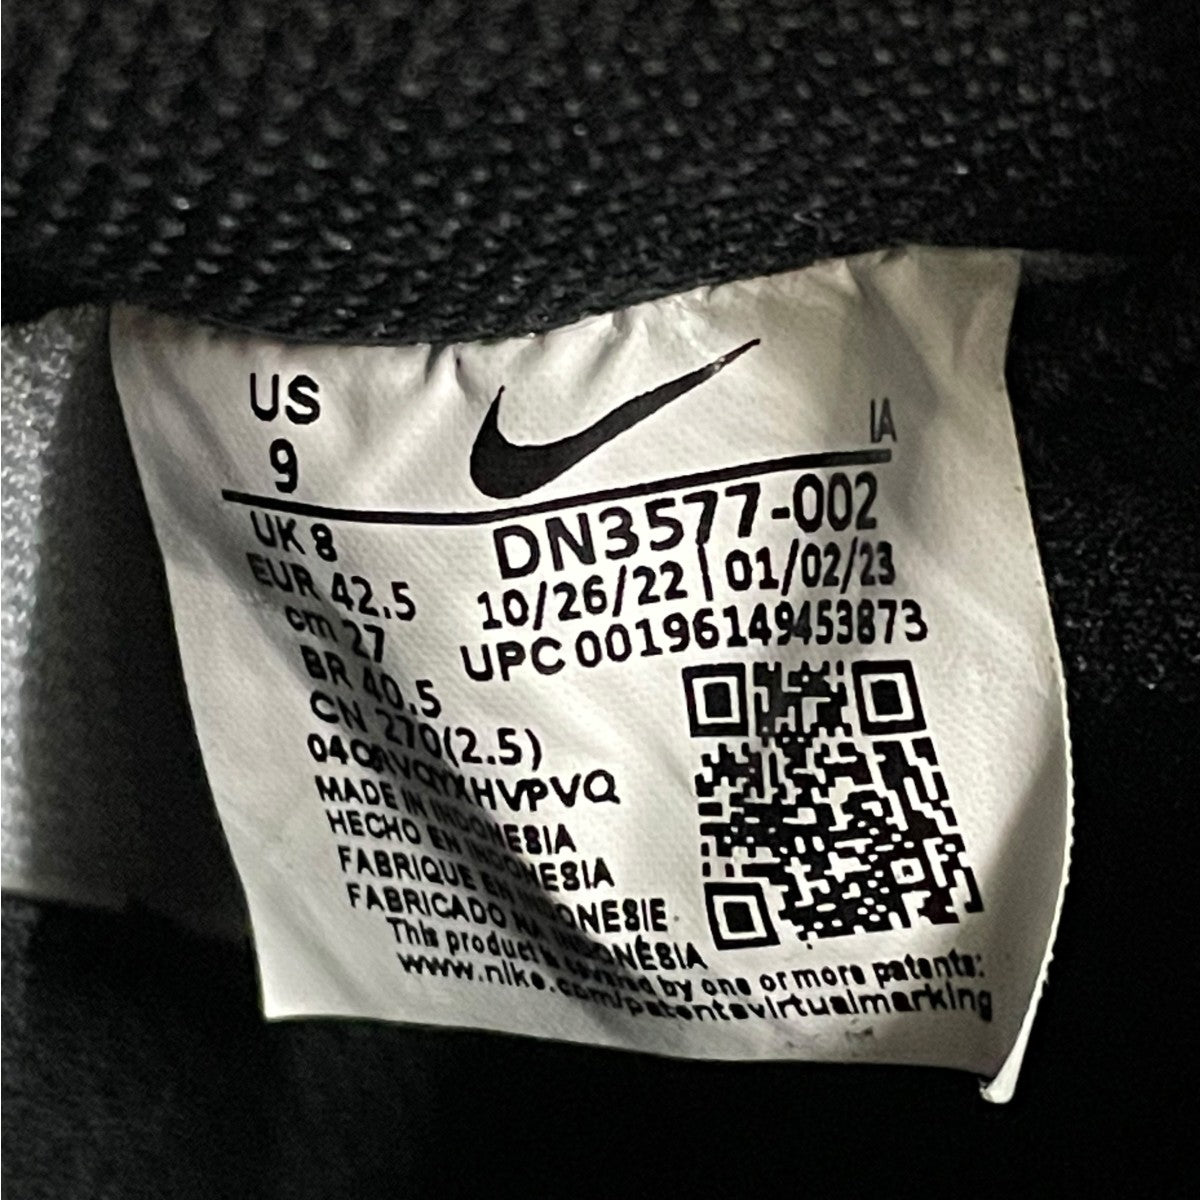 US
9
IA
UK 8
EUR 42.5
cm 27
BR 40.5
CN 270(2.5)
DN3577-002
10/26/22 | 01/02/23
UPC 00196149453873
MADE IN INDONESIA
HECHO EN INDONESIA
FABRIQUE EN INDONESIE
FABRICADO NA INDONÉSIA
This product is covered by one or more patents:
www.nike.com/patentsvirtualmarking